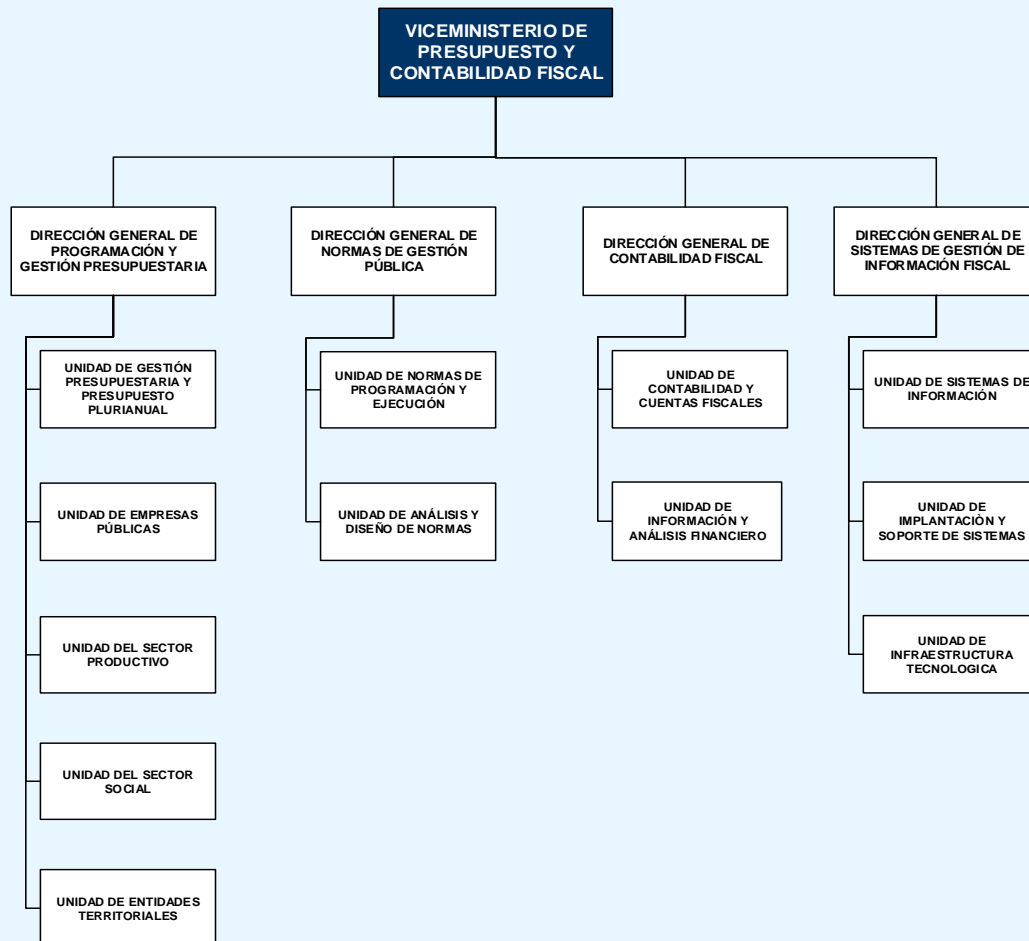 VICEMINISTERIO DE
PRESUPUESTO Y
CONTABILIDAD FISCAL
DIRECCIÓN GENERAL DE
PROGRAMACIÓN Y
GESTIÓN PRESUPUESTARIA
DIRECCIÓN GENERAL DE
NORMAS DE GESTIÓN
PÚBLICA
DIRECCIÓN GENERAL DE
CONTABILIDAD FISCAL
DIRECCIÓN GENERAL DE
SISTEMAS DE GESTIÓN DE
INFORMACIÓN FISCAL
UNIDAD DE GESTIÓN
PRESUPUESTARIA Y
PRESUPUESTO
PLURIANUAL
UNIDAD DE EMPRESAS
PÚBLICAS
UNIDAD DEL SECTOR
PRODUCTIVO
UNIDAD DEL SECTOR
SOCIAL
UNIDAD DE ENTIDADES
TERRITORIALES
UNIDAD DE NORMAS DE
PROGRAMACIÓN Y
EJECUCIÓN
UNIDAD DE ANÁLISIS Y
DISEÑO DE NORMAS
UNIDAD DE
CONTABILIDAD Y
CUENTAS FISCALES
UNIDAD DE
INFORMACIÓN Y
ANÁLISIS FINANCIERO
UNIDAD DE SISTEMAS DE
INFORMACIÓN
UNIDAD DE
IMPLANTACIÒN Y
SOPORTE DE SISTEMAS
UNIDAD DE
INFRAESTRUCTURA
TECNOLOGICA